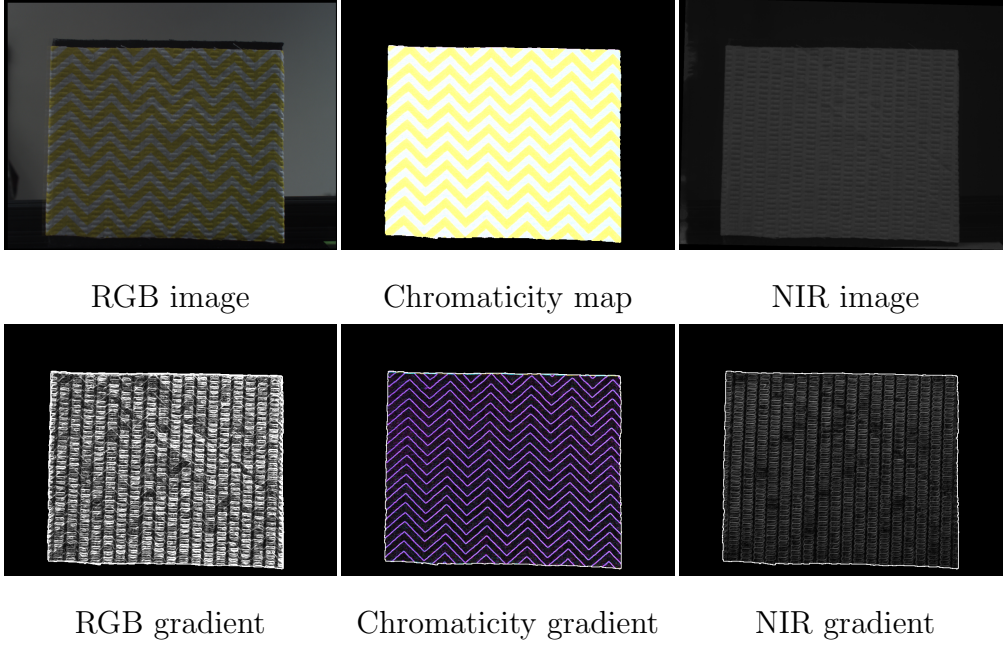 RGB image
Chromaticity map
NIR image
RGB gradient
Chromaticity gradient
NIR gradient